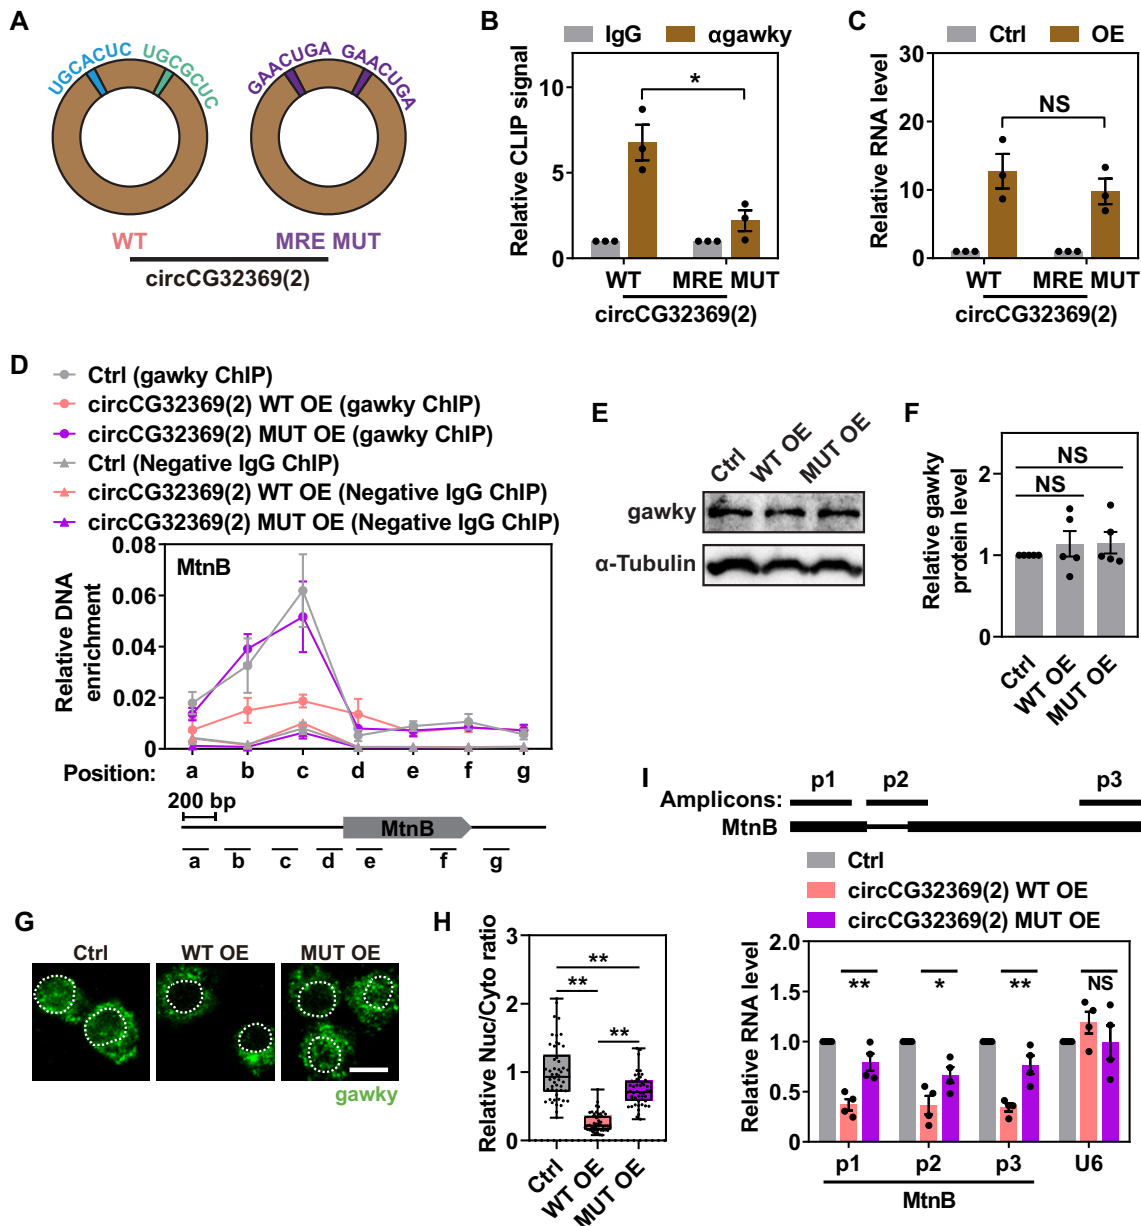 A
UGCACUC UGCGCUC GAACUGA GAACUGA
WT MRE MUT
circCG32369(2)
B
IgG αgawky
Relative CLIP signal
10
5
0
*
WT MRE MUT
circCG32369(2)
C
Ctrl OE
Relative RNA level
30
20
10
0
NS
WT MRE MUT
circCG32369(2)
D
Ctrl (gawky ChIP)
circCG32369(2) WT OE (gawky ChIP)
circCG32369(2) MUT OE (gawky ChIP)
Ctrl (Negative IgG ChIP)
circCG32369(2) WT OE (Negative IgG ChIP)
circCG32369(2) MUT OE (Negative IgG ChIP)
MtnB
Relative DNA
enrichment
0.08
0.06
0.04
0.02
0
Position: a b c d e f g
200 bp
MtnB
a b c d e f g
E
Ctrl WT OE MUT OE
gawky
α-Tubulin
F
Relative gawky
protein level
2
1
0
NS
NS
Ctrl WT OE MUT OE
G
Ctrl WT OE MUT OE
gawky
H
Relative Nuc/Cyto ratio
3
2
1
0
**
** **
Ctrl WT OE MUT OE
I
p1 p2 p3
Amplicons:
MtnB
Ctrl
circCG32369(2) WT OE
circCG32369(2) MUT OE
Relative RNA level
2.0
1.5
1.0
0.5
0.0
** * ** NS
p1 p2 p3 U6
MtnB